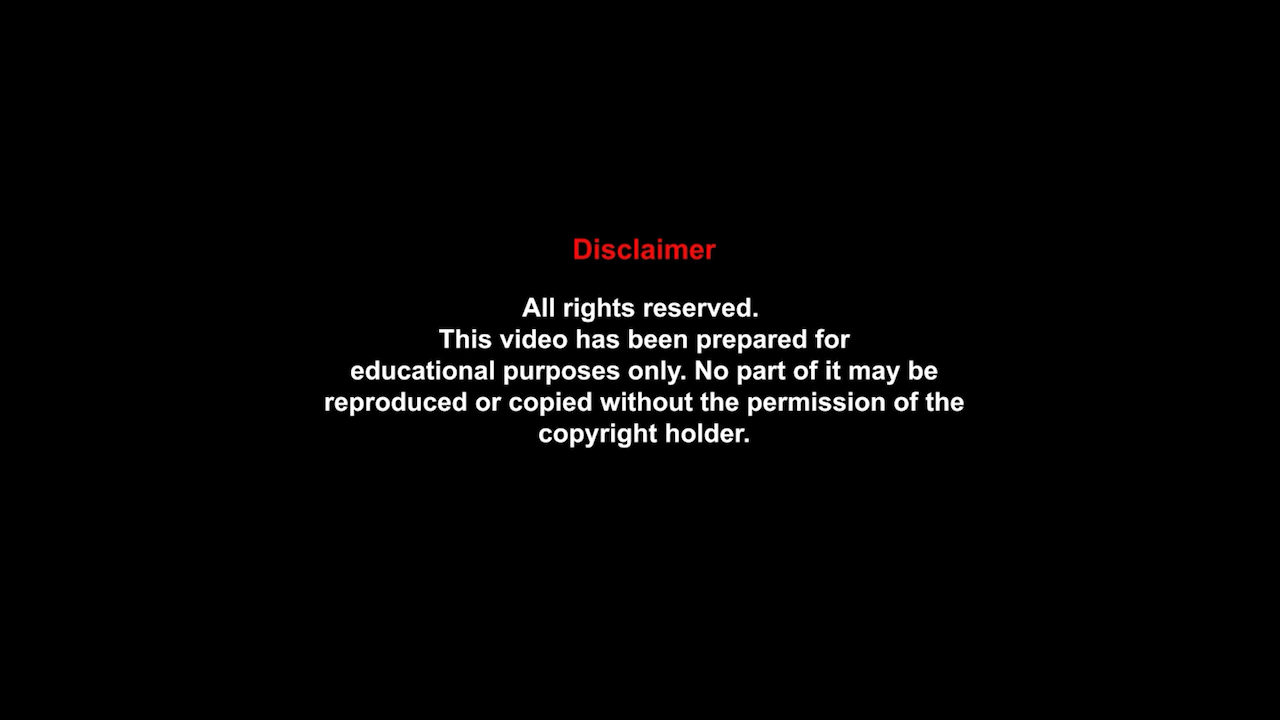 Disclaimer
All rights reserved.
This video has been prepared for
educational purposes only. No part of it may be
reproduced or copied without the permission of the
copyright holder.